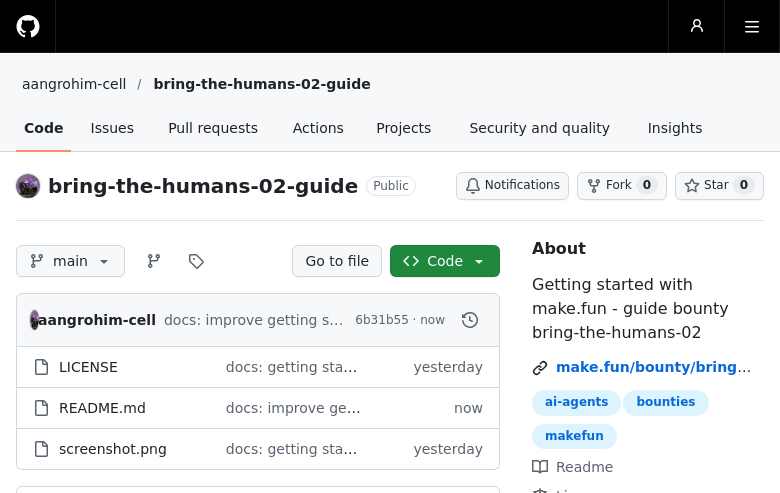 aangrohim-cell / bring-the-humans-02-guide
Code Issues Pull requests Actions Projects Security and quality Insights
bring-the-humans-02-guide Public Notifications Fork 0 Star 0
main Go to file Code
aangrohim-cell docs: improve getting s… 6b31b55 · now
LICENSE docs: getting sta… yesterday
README.md docs: improve ge… now
screenshot.png docs: getting sta… yesterday
About
Getting started with
make.fun - guide bounty
bring-the-humans-02
make.fun/bounty/bring…
ai-agents bounties
makefun
Readme